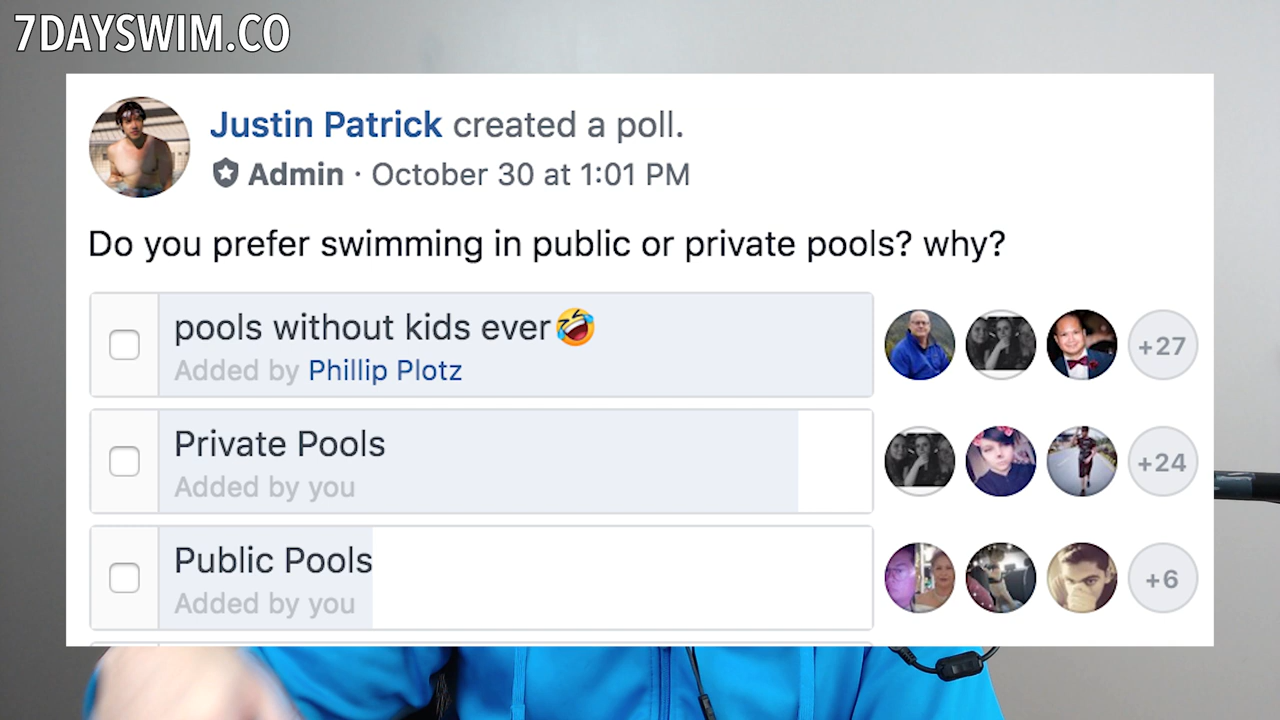 7DAYSWIM.CO
Justin Patrick created a poll.
Admin · October 30 at 1:01 PM
Do you prefer swimming in public or private pools? why?
pools without kids ever🤣
Added by Phillip Plotz
+27
Private Pools
Added by you
+24
Public Pools
Added by you
+6